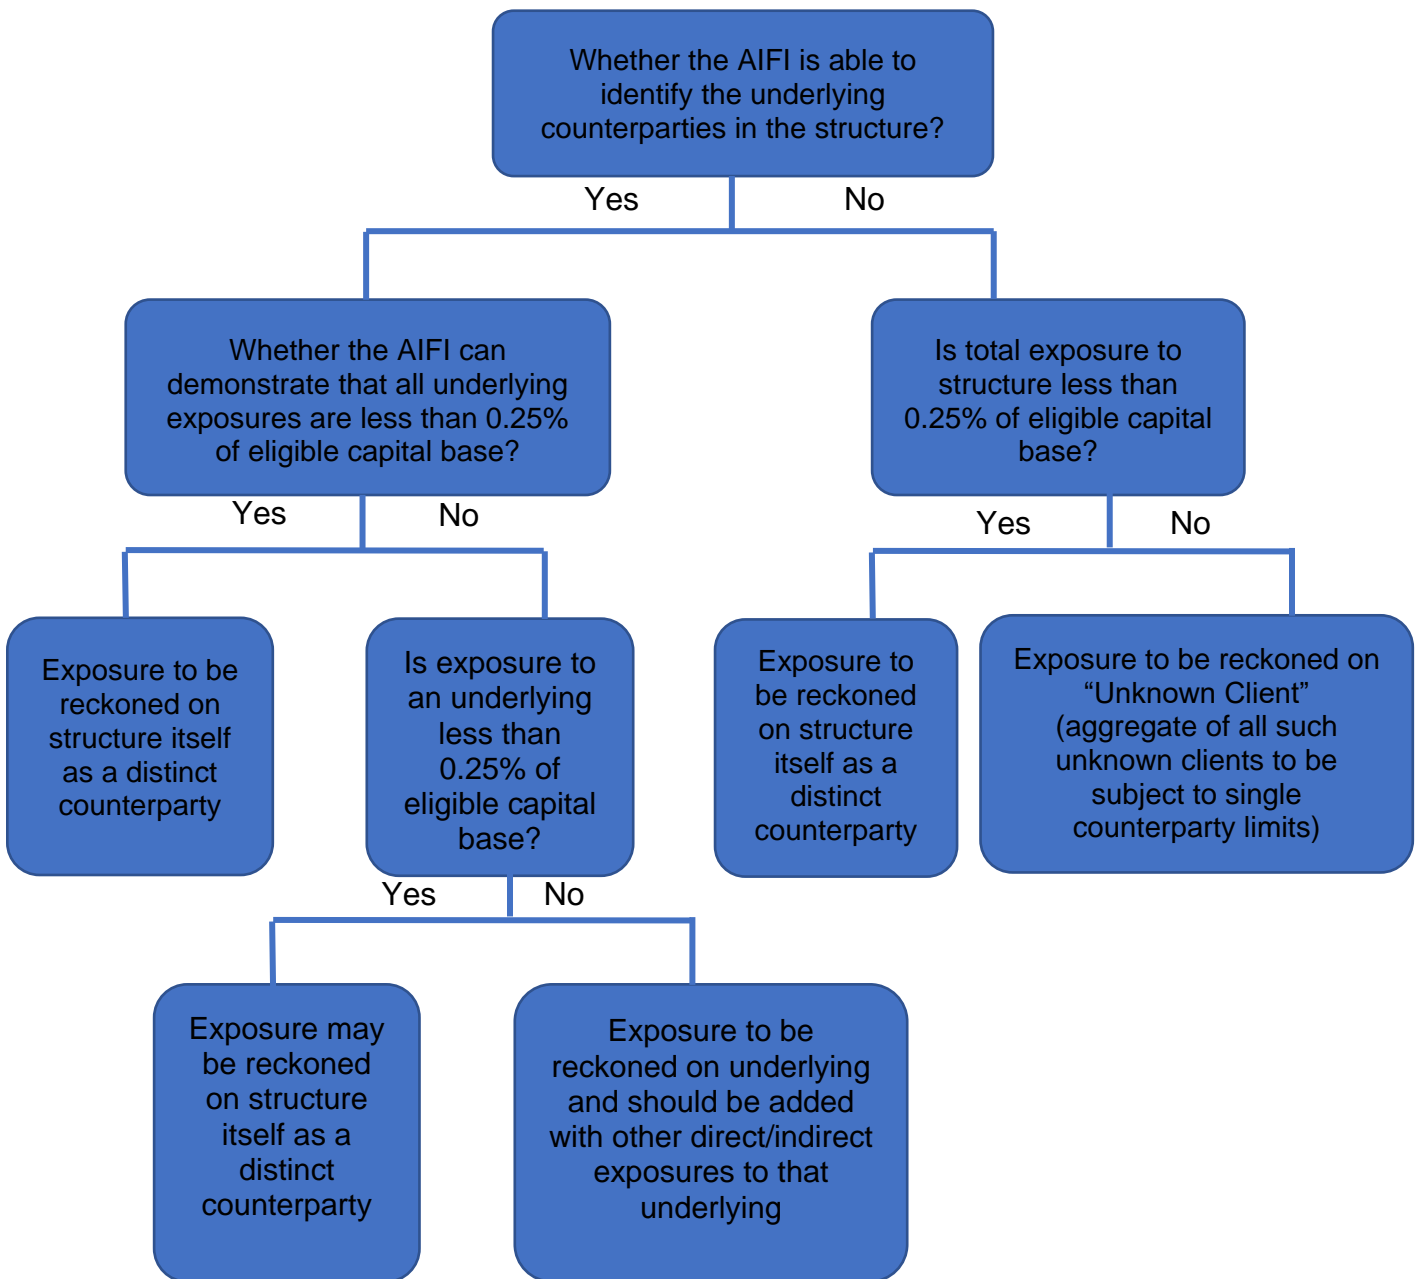 Whether the AIFI is able to
identify the underlying
counterparties in the structure?
Yes
No
Whether the AIFI can
demonstrate that all underlying
exposures are less than 0.25%
of eligible capital base?
Is total exposure to
structure less than
0.25% of eligible capital
base?
Yes
No
Yes
No
Exposure to be
reckoned on
structure itself
as a distinct
counterparty
Is exposure to
an underlying
less than
0.25% of
eligible capital
base?
Exposure to
be reckoned
on structure
itself as a
distinct
counterparty
Exposure to be reckoned on
“Unknown Client”
(aggregate of all such
unknown clients to be
subject to single
counterparty limits)
Yes
No
Exposure may
be reckoned
on structure
itself as a
distinct
counterparty
Exposure to be
reckoned on underlying
and should be added
with other direct/indirect
exposures to that
underlying